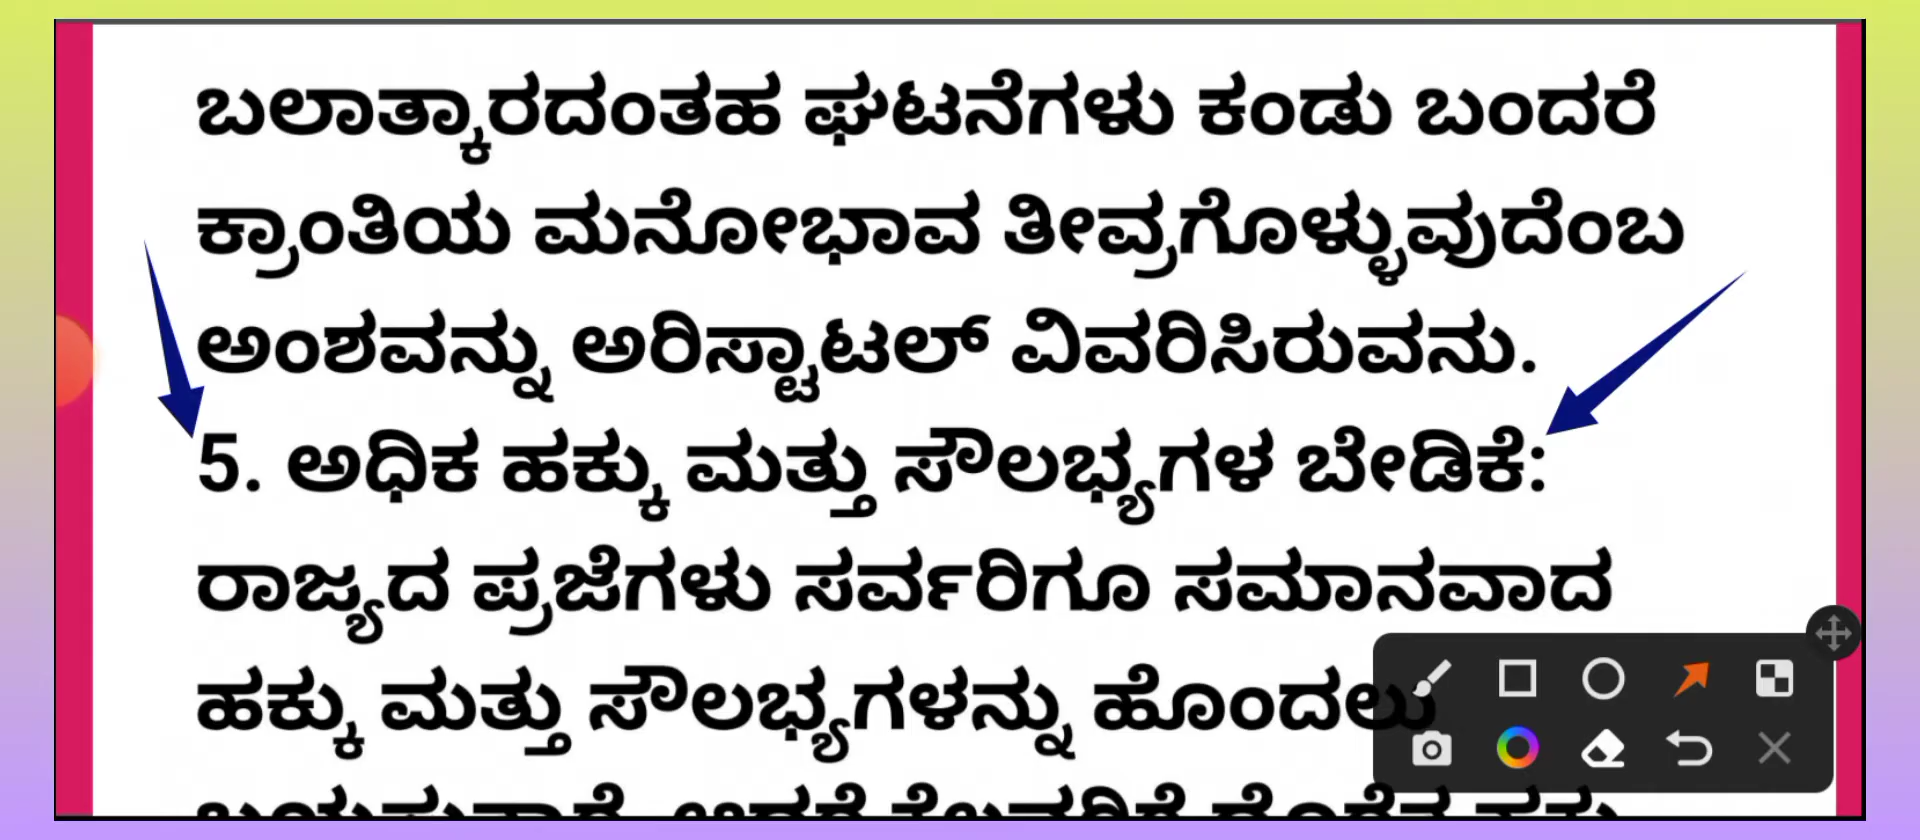 ಬಲಾತ್ಕಾರದಂತಹ ಘಟನೆಗಳು ಕಂಡು ಬಂದರೆ
ಕ್ರಾಂತಿಯ ಮನೋಭಾವ ತೀವ್ರಗೊಳ್ಳುವುದೆಂಬ
ಅಂಶವನ್ನು ಅರಿಸ್ಟಾಟಲ್ ವಿವರಿಸಿರುವನು.
5. ಅಧಿಕ ಹಕ್ಕು ಮತ್ತು ಸೌಲಭ್ಯಗಳ ಬೇಡಿಕೆ:
ರಾಜ್ಯದ ಪ್ರಜೆಗಳು ಸರ್ವರಿಗೂ ಸಮಾನವಾದ
ಹಕ್ಕು ಮತ್ತು ಸೌಲಭ್ಯಗಳನ್ನು ಹೊಂದಲು